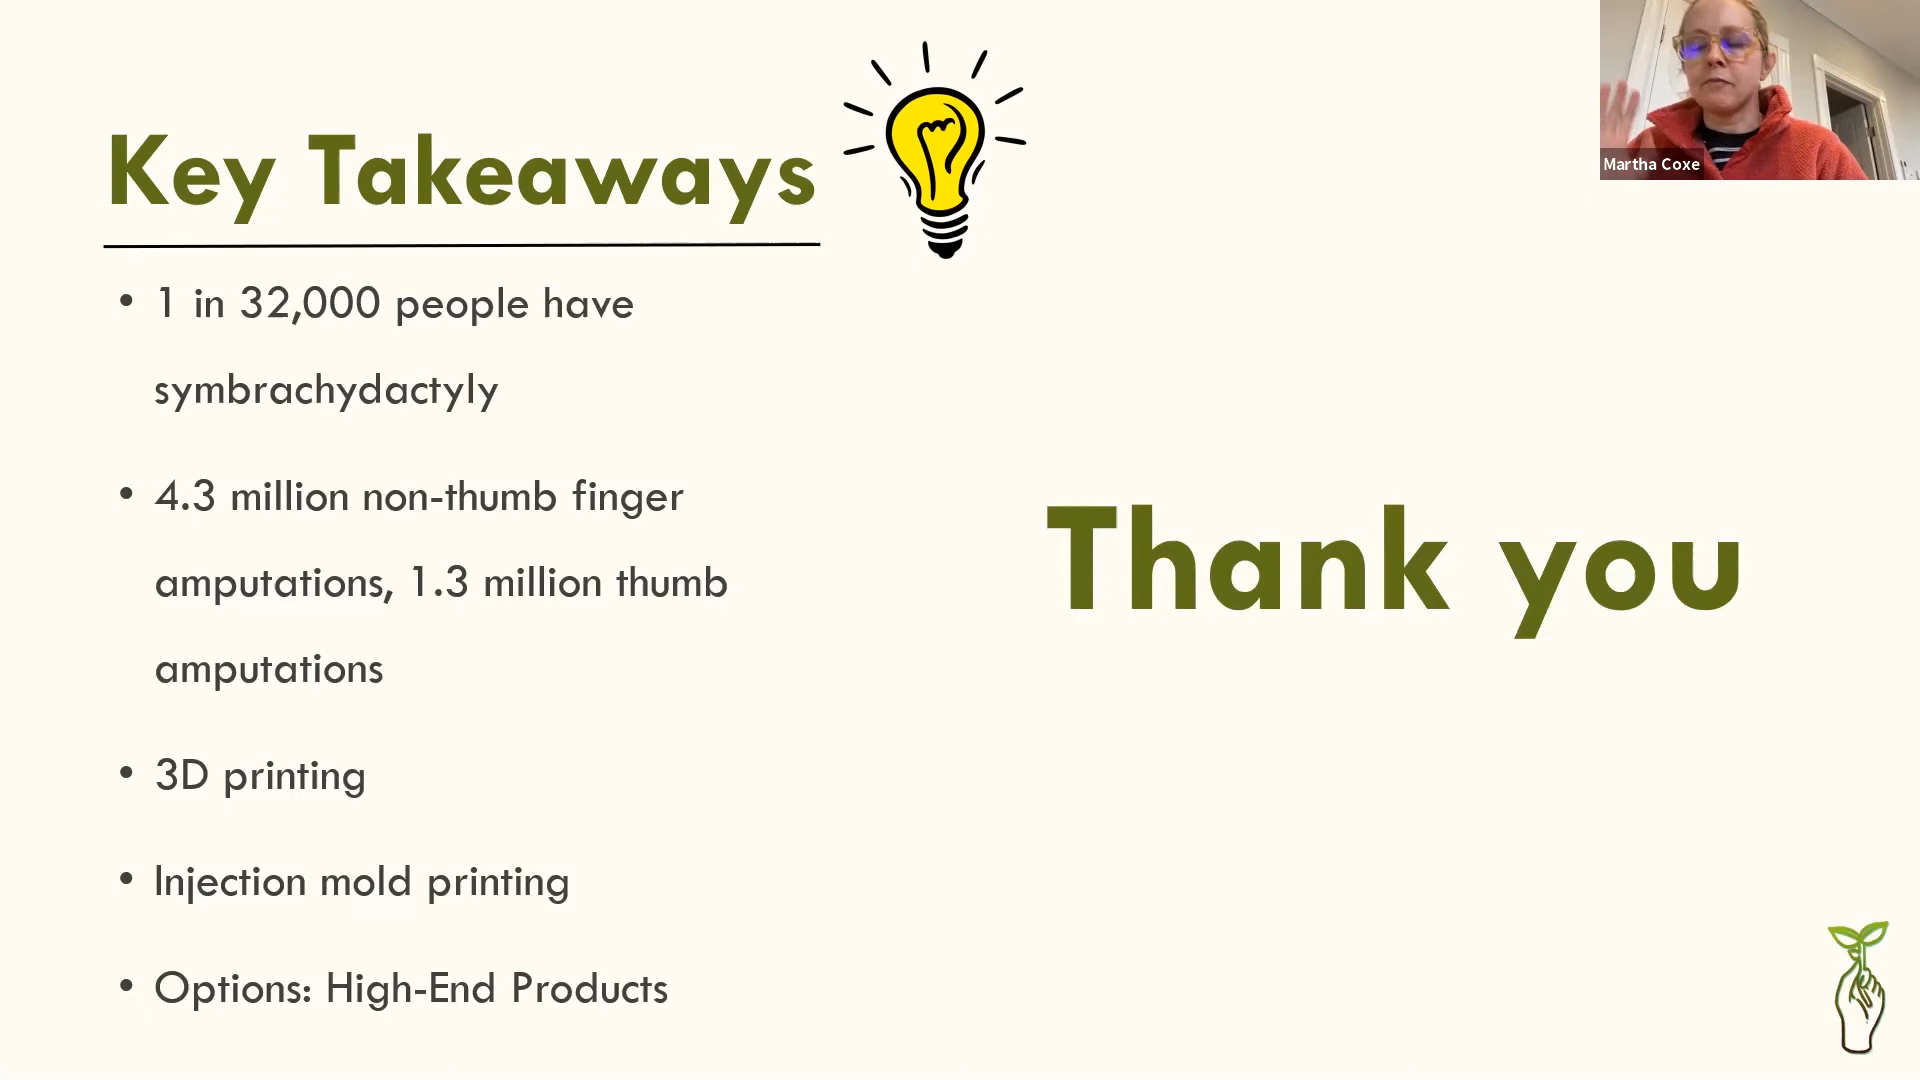 Key Takeaways
• 1 in 32,000 people have
symbrachydactyly
• 4.3 million non-thumb finger
amputations, 1.3 million thumb
amputations
• 3D printing
• Injection mold printing
• Options: High-End Products
Thank you
Martha Coxe